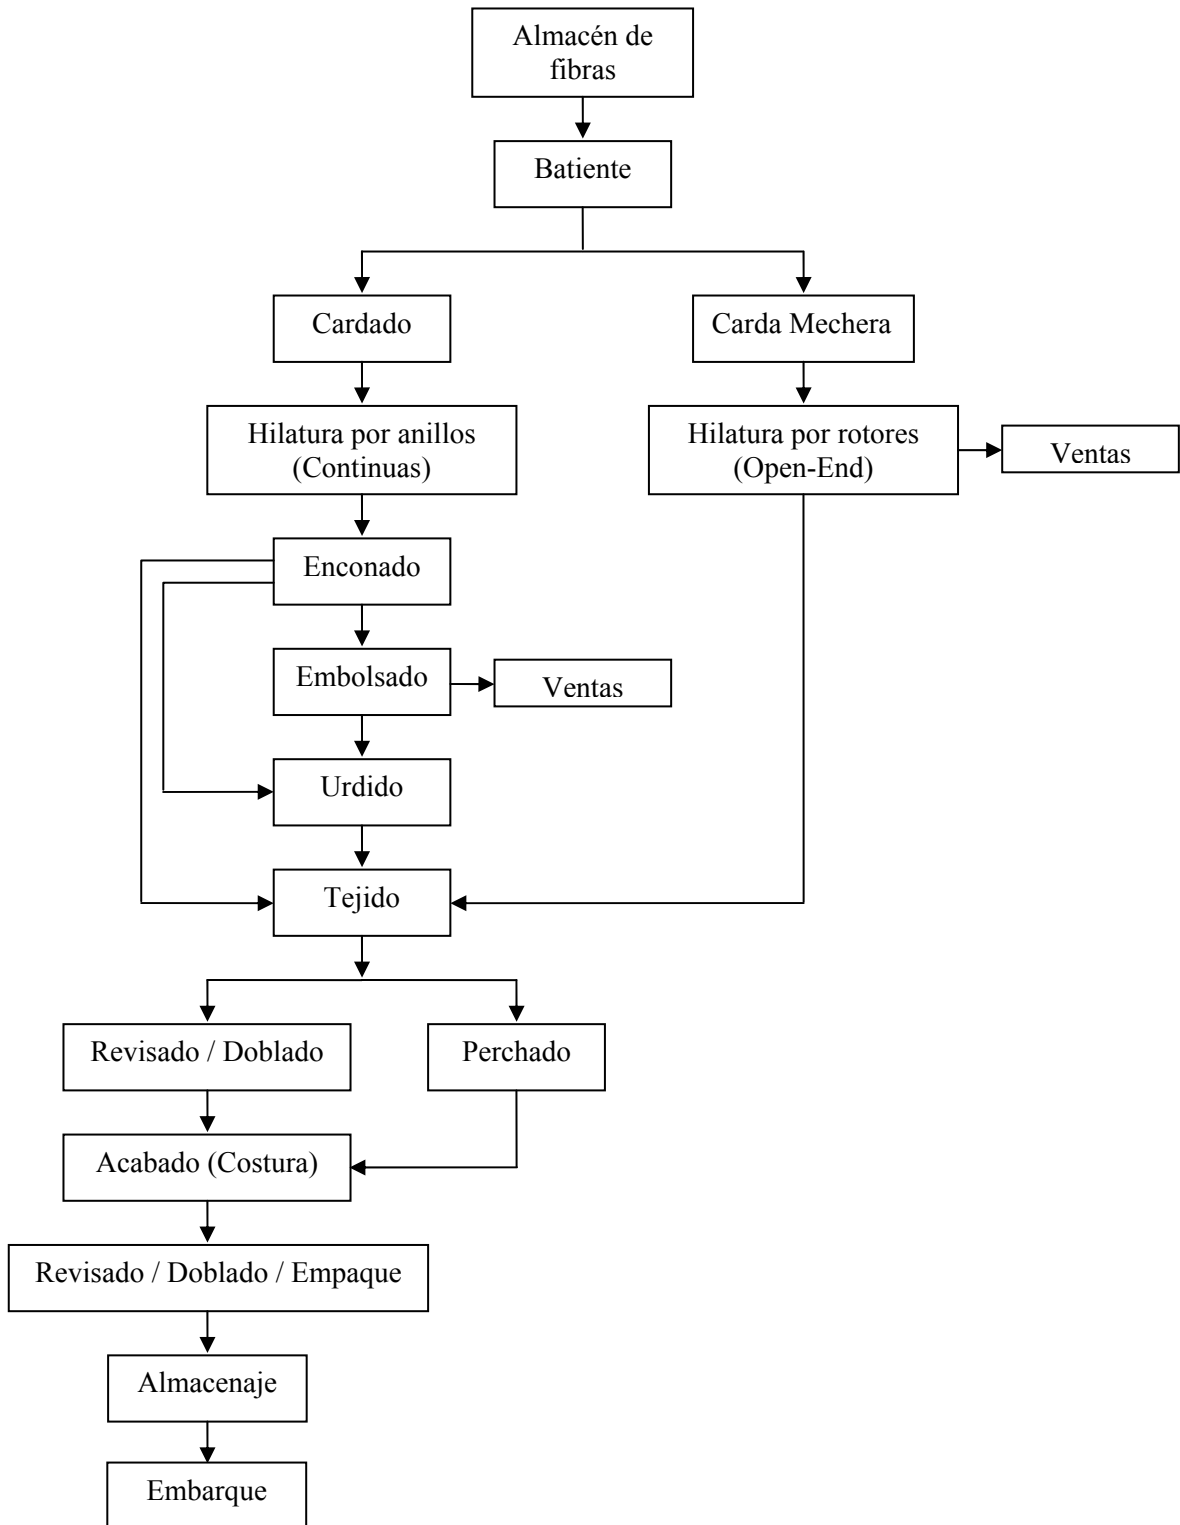 Almacén de
fibras
Batiente
Cardado
Carda Mechera
Hilatura por anillos
(Continuas)
Hilatura por rotores
(Open-End)
Ventas
Enconado
Embolsado
Ventas
Urdido
Tejido
Revisado / Doblado
Perchado
Acabado (Costura)
Revisado / Doblado / Empaque
Almacenaje
Embarque